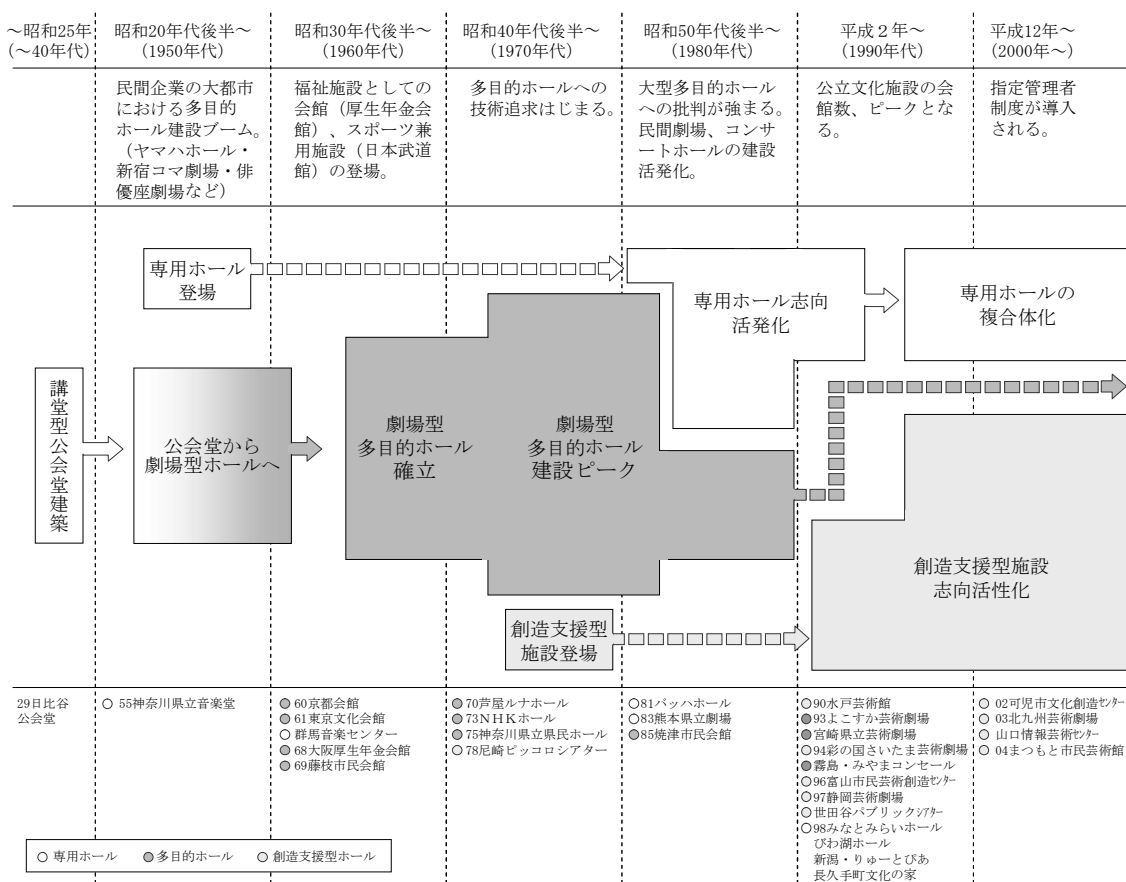 ～昭和25年
(～40年代)
昭和20年代後半～
(1950年代)
昭和30年代後半～
(1960年代)
昭和40年代後半～
(1970年代)
昭和50年代後半～
(1980年代)
平成２年～
(1990年代)
平成12年～
(2000年～)
民間企業の大都市
における多目的
ホール建設ブーム。
（ヤマハホール・
新宿コマ劇場・俳
優座劇場など）
福祉施設としての
会館（厚生年金会
館）、スポーツ兼
用施設（日本武道
館）の登場。
多目的ホールへの
技術追求はじまる。
大型多目的ホール
への批判が強まる。
民間劇場、コンサ
ートホールの建設
活発化。
公立文化施設の会
館数、ピークとな
る。
指定管理者
制度が導入
される。
専用ホール
登場
専用ホール志向
活発化
専用ホールの
複合体化
講堂型公会堂建築
公会堂から
劇場型ホールへ
劇場型
多目的ホール
確立
劇場型
多目的ホール
建設ピーク
創造支援型施設
志向活性化
創造支援型
施設登場
29日比谷
公会堂
○ 55神奈川県立音楽堂
●60京都会館
●61東京文化会館
○群馬音楽センター
●68大阪厚生年金会館
●69藤枝市民会館
●70芦屋ルナホール
●73ＮＨＫホール
●75神奈川県立県民ホール
○78尼崎ピッコロシアター
○81バッハホール
○83熊本県立劇場
●85焼津市民会館
○90水戸芸術館
●93よこすか芸術劇場
●宮崎県立芸術劇場
○94彩の国さいたま芸術劇場
●霧島・みやまコンセール
○96富山市民芸術創造センター
○97静岡芸術劇場
○世田谷パブリックシアター
○98みなとみらいホール
びわ湖ホール
新潟・りゅーとぴあ
長久手町文化の家
○ 02可児市文化創造センター
○ 03北九州芸術劇場
○ 山口情報芸術センター
○ 04まつもと市民芸術館
○ 専用ホール ● 多目的ホール ○ 創造支援型ホール